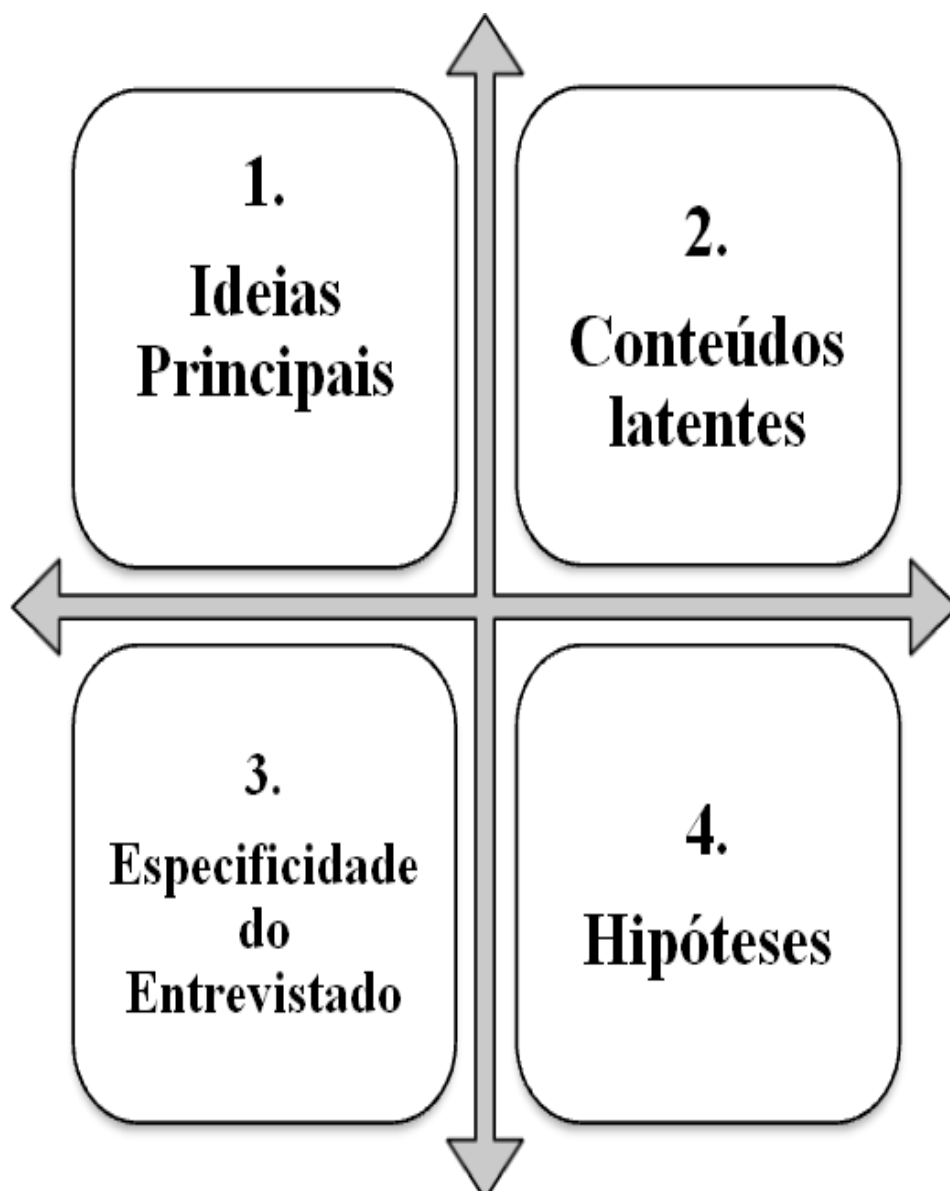 1.
Ideias
Principais
2.
Conteúdos
latentes
3.
Especificidade
do
Entrevistado
4.
Hipóteses